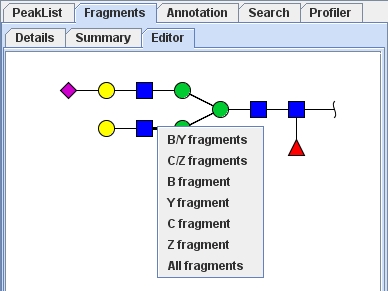 PeakList Fragments Annotation Search Profiler
Details Summary Editor
B/Y fragments
C/Z fragments
B fragment
Y fragment
C fragment
Z fragment
All fragments